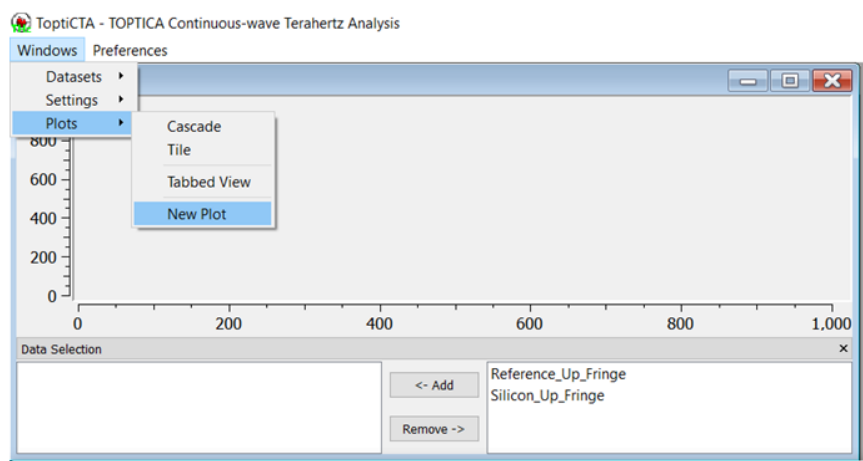 ToptiCTA - TOPTICA Continuous-wave Terahertz Analysis
Windows Preferences
Datasets
Settings
Plots
Cascade
Tile
Tabbed View
New Plot
800
600
400
200
0
0 200 400 600 800 1,000
Data Selection
<- Add
Remove ->
Reference_Up_Fringe
Silicon_Up_Fringe